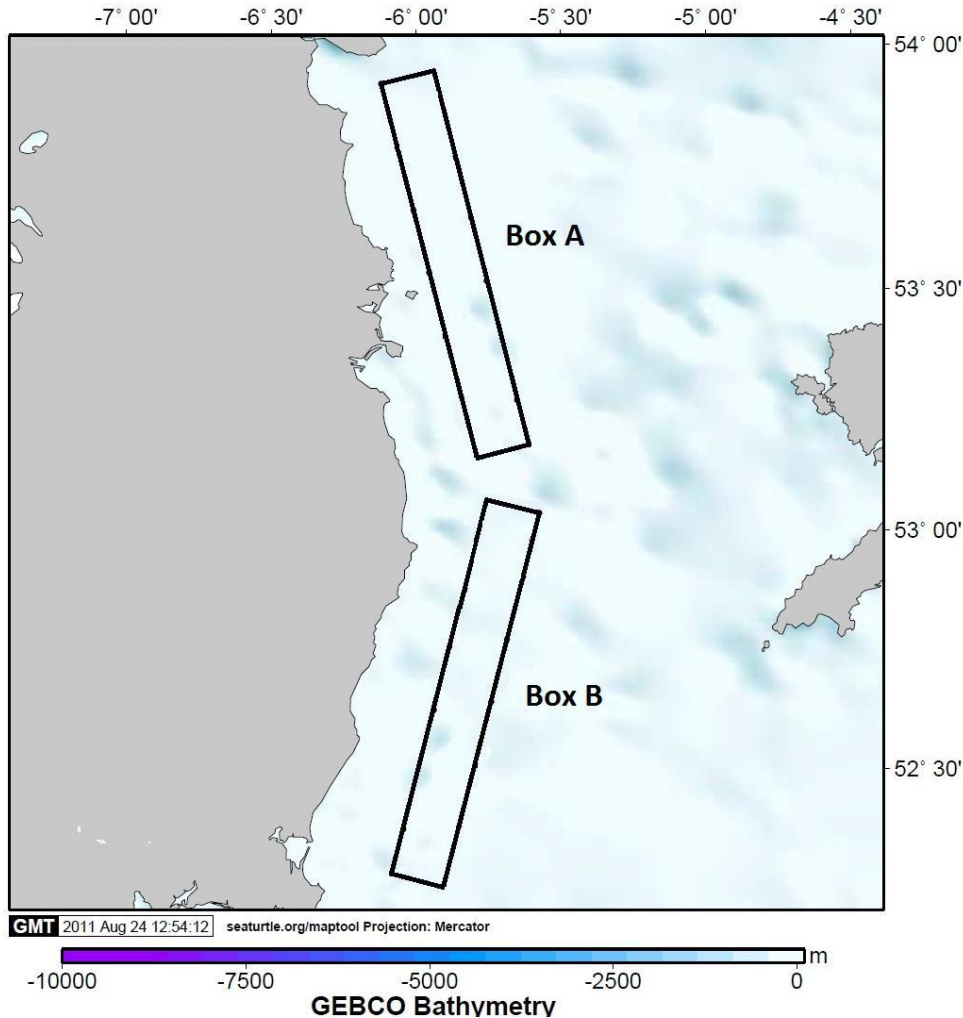 -7° 00' -6° 30' -6° 00' -5° 30' -5° 00' -4° 30'
54° 00'
Box A
53° 30'
53° 00'
Box B
52° 30'
GMT 2011 Aug 24 12:54:12 seaturtle.org/maptool Projection: Mercator
m
-10000 -7500 -5000 -2500 0
GEBCO Bathymetry